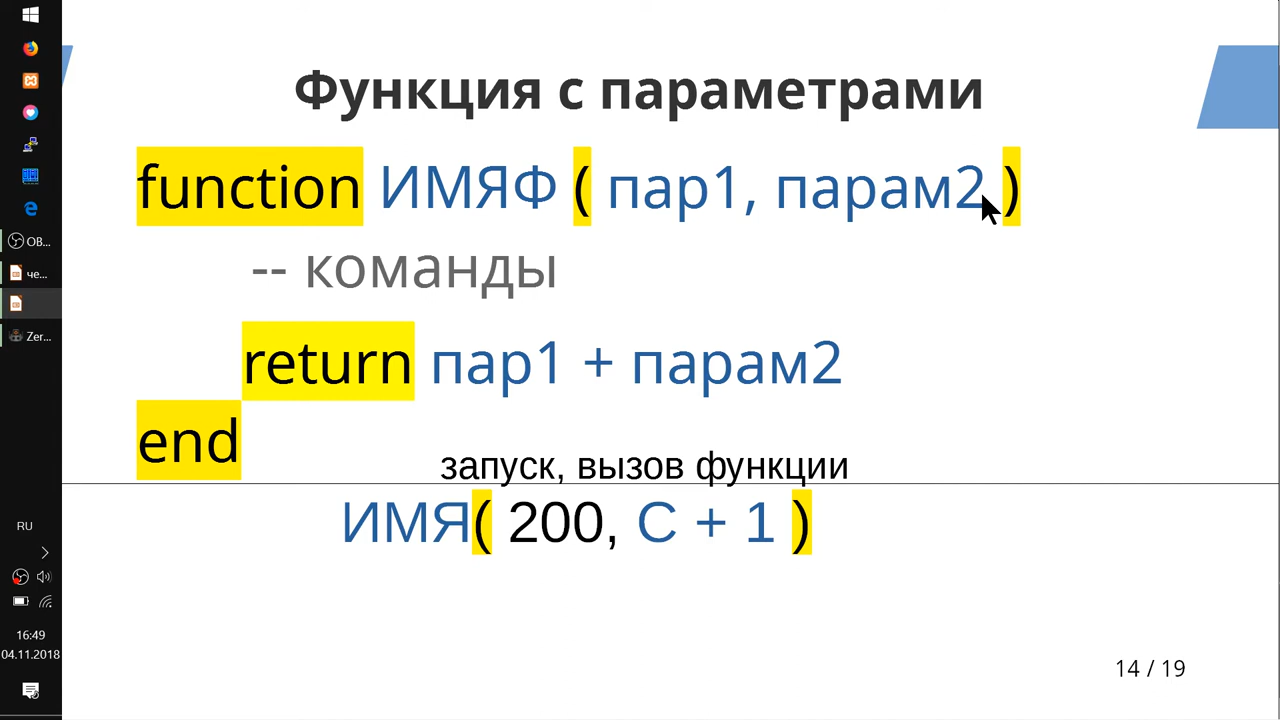 Функция с параметрами
function ИМЯФ ( пар1, парам2 )
-- команды
return пар1 + парам2
end
запуск, вызов функции
ИМЯ( 200, С + 1 )
14 / 19
OB...
че...
Zer...
RU
16:49
04.11.2018